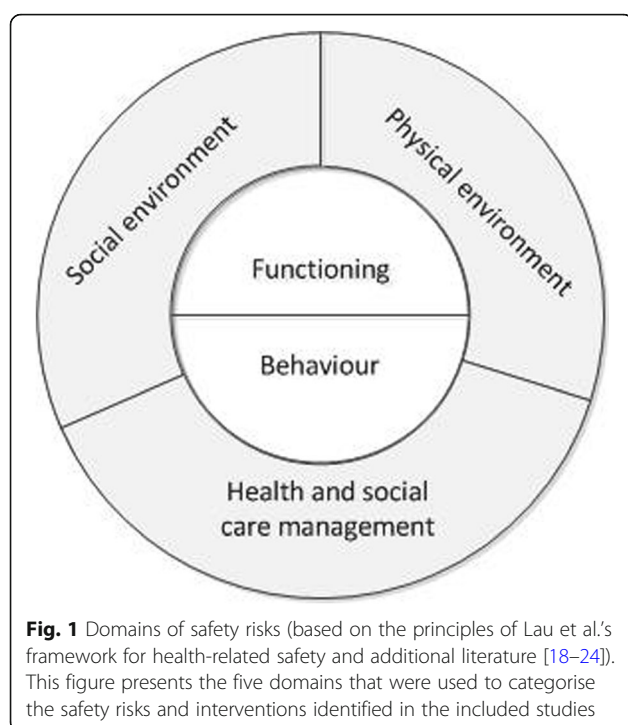 Social environment
Physical environment
Functioning
Behaviour
Health and social
care management
Fig. 1 Domains of safety risks (based on the principles of Lau et al.’s
framework for health-related safety and additional literature [18–24]).
This figure presents the five domains that were used to categorise
the safety risks and interventions identified in the included studies